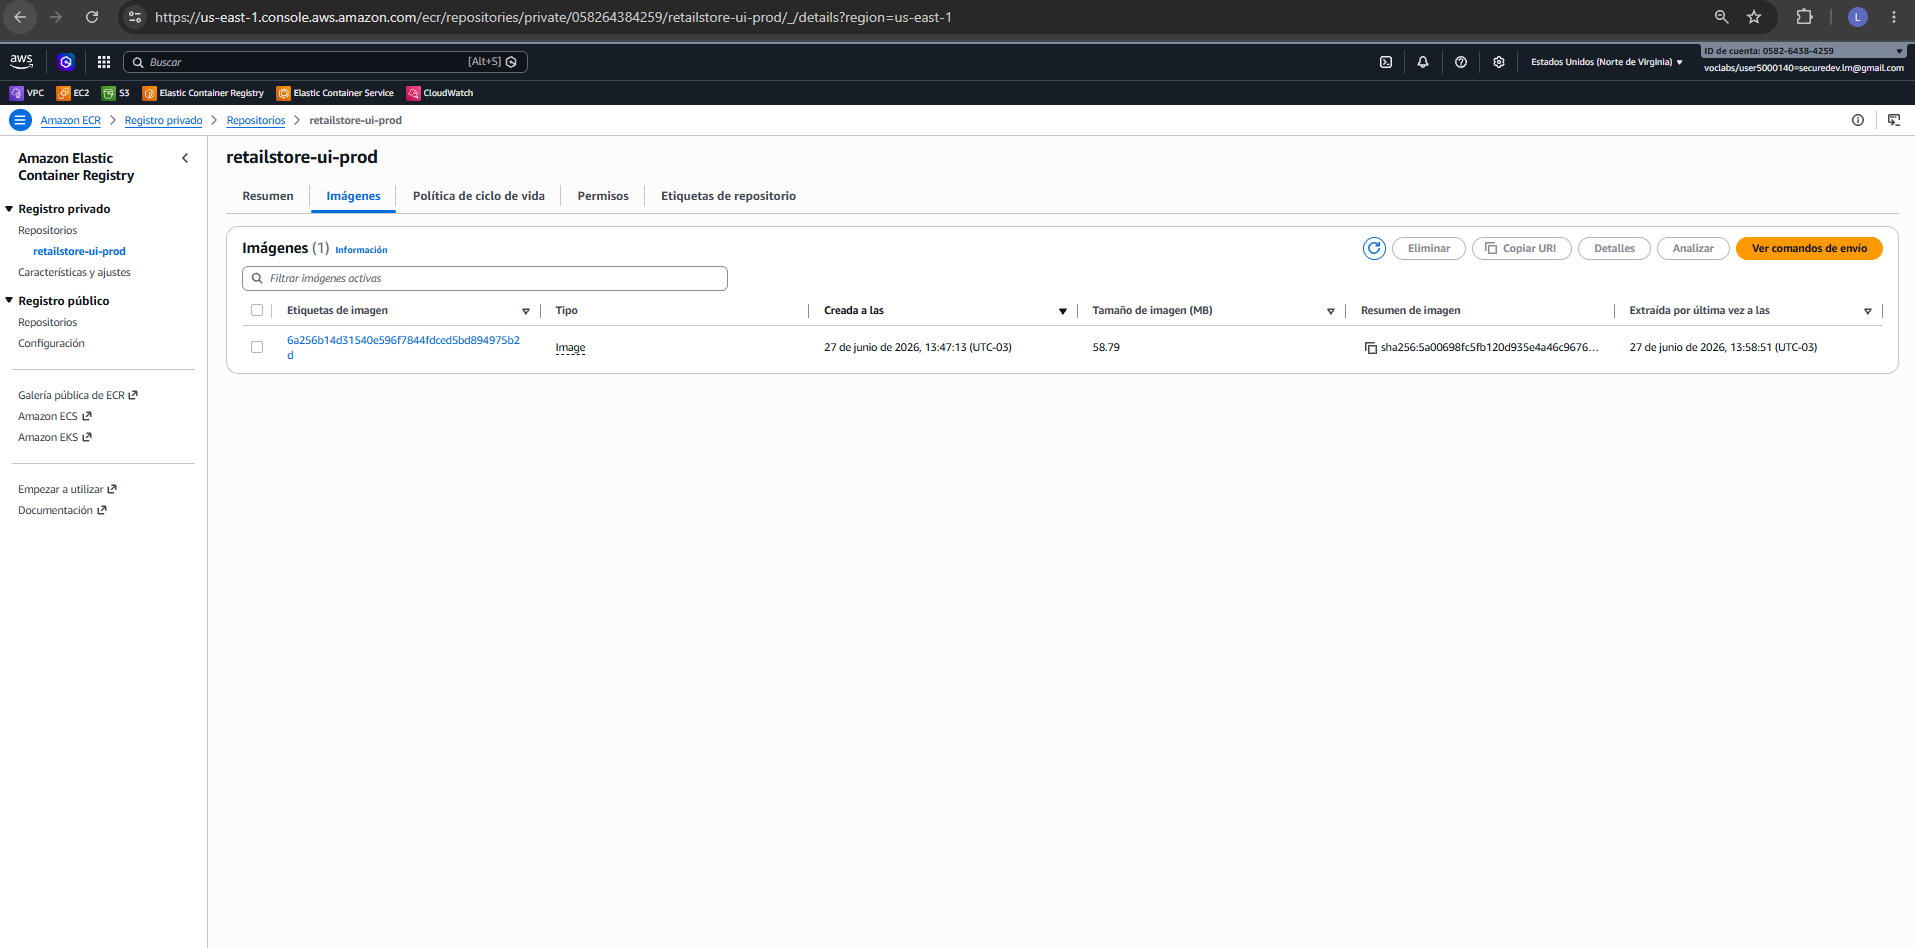 https://us-east-1.console.aws.amazon.com/ecr/repositories/private/058264384259/retailstore-ui-prod/_/details?region=us-east-1
L
aws
Buscar
[Alt+S]
Estados Unidos (Norte de Virginia)
ID de cuenta: 0582-6438-4259
voclabs/user5000140=securedev.lm@gmail.com
VPC
EC2
S3
Elastic Container Registry
Elastic Container Service
CloudWatch
Amazon ECR
Registro privado
Repositorios
retailstore-ui-prod
Amazon Elastic
Container Registry
Registro privado
Repositorios
retailstore-ui-prod
Características y ajustes
Registro público
Repositorios
Configuración
Galería pública de ECR
Amazon ECS
Amazon EKS
Empezar a utilizar
Documentación
retailstore-ui-prod
Resumen
Imágenes
Política de ciclo de vida
Permisos
Etiquetas de repositorio
Imágenes (1) Información
Eliminar
Copiar URI
Detalles
Analizar
Ver comandos de envío
Filtrar imágenes activas
Etiquetas de imagen
Tipo
Creada a las
Tamaño de imagen (MB)
Resumen de imagen
Extraída por última vez a las
6a256b14d31540e596f7844fdced5bd894975b2
d
Image
27 de junio de 2026, 13:47:13 (UTC-03)
58.79
sha256:5a00698fc5fb120d935e4a46c9676...
27 de junio de 2026, 13:58:51 (UTC-03)